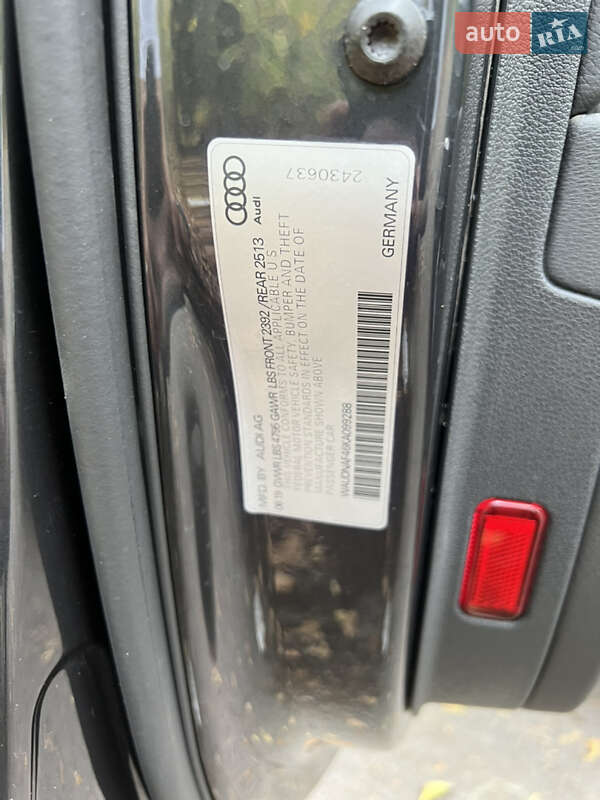 auto RIA
.com
Audi
2430637
GERMANY
MFD. BY AUDI AG
06.19 GVWR LBS 4795 GAWR LBS FRONT 2392 /REAR 2513
THIS VEHICLE CONFORMS TO ALL APPLICABLE U S
FEDERAL MOTOR VEHICLE SAFETY, BUMPER AND THEFT
PREVENTION STANDARDS IN EFFECT ON THE DATE OF
MANUFACTURE SHOWN ABOVE
PASSENGER CAR
WAUDNAF46KA099288